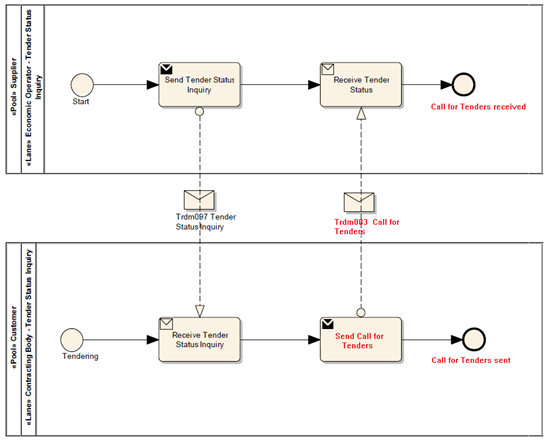 «Pool» Supplier
«Lane» Economic Operator - Tender Status
Inquiry
Start
Send Tender Status
Inquiry
Receive Tender
Status
Call for Tenders received
Trdm097 Tender
Status Inquiry
Trdm083 Call for
Tenders
«Pool» Customer
«Lane» Contracting Body - Tender Status Inquiry
Tendering
Receive Tender
Status Inquiry
Send Call for
Tenders
Call for Tenders sent